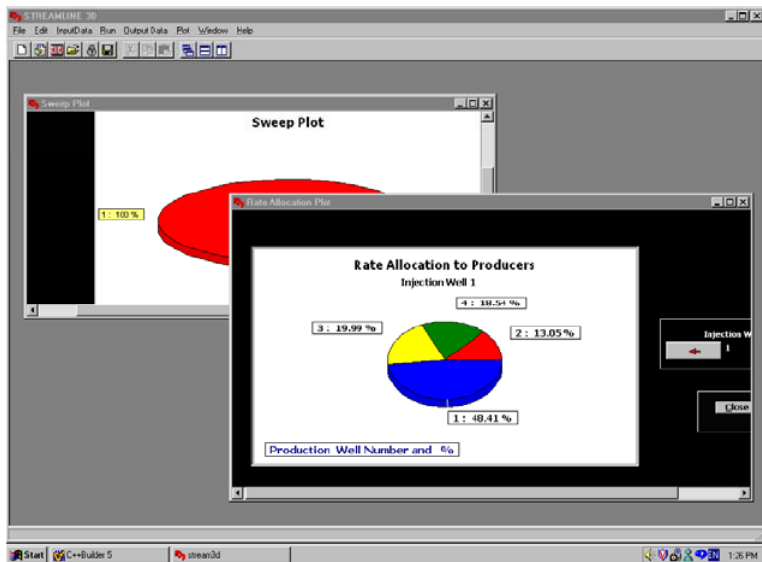 STREAMLINE 3D
File Edit InputData Run Output Data Plot Window Help
Sweep Plot
Sweep Plot
1 : 100 %
Rate Allocation Plot
Rate Allocation to Producers
Injection Well 1
4 : 18.54 %
3 : 19.99 %
2 : 13.05 %
1 : 48.41 %
Production Well Number and %
Injection W
1
Close
Start C++Builder 5 stream3d EN 1:26 PM